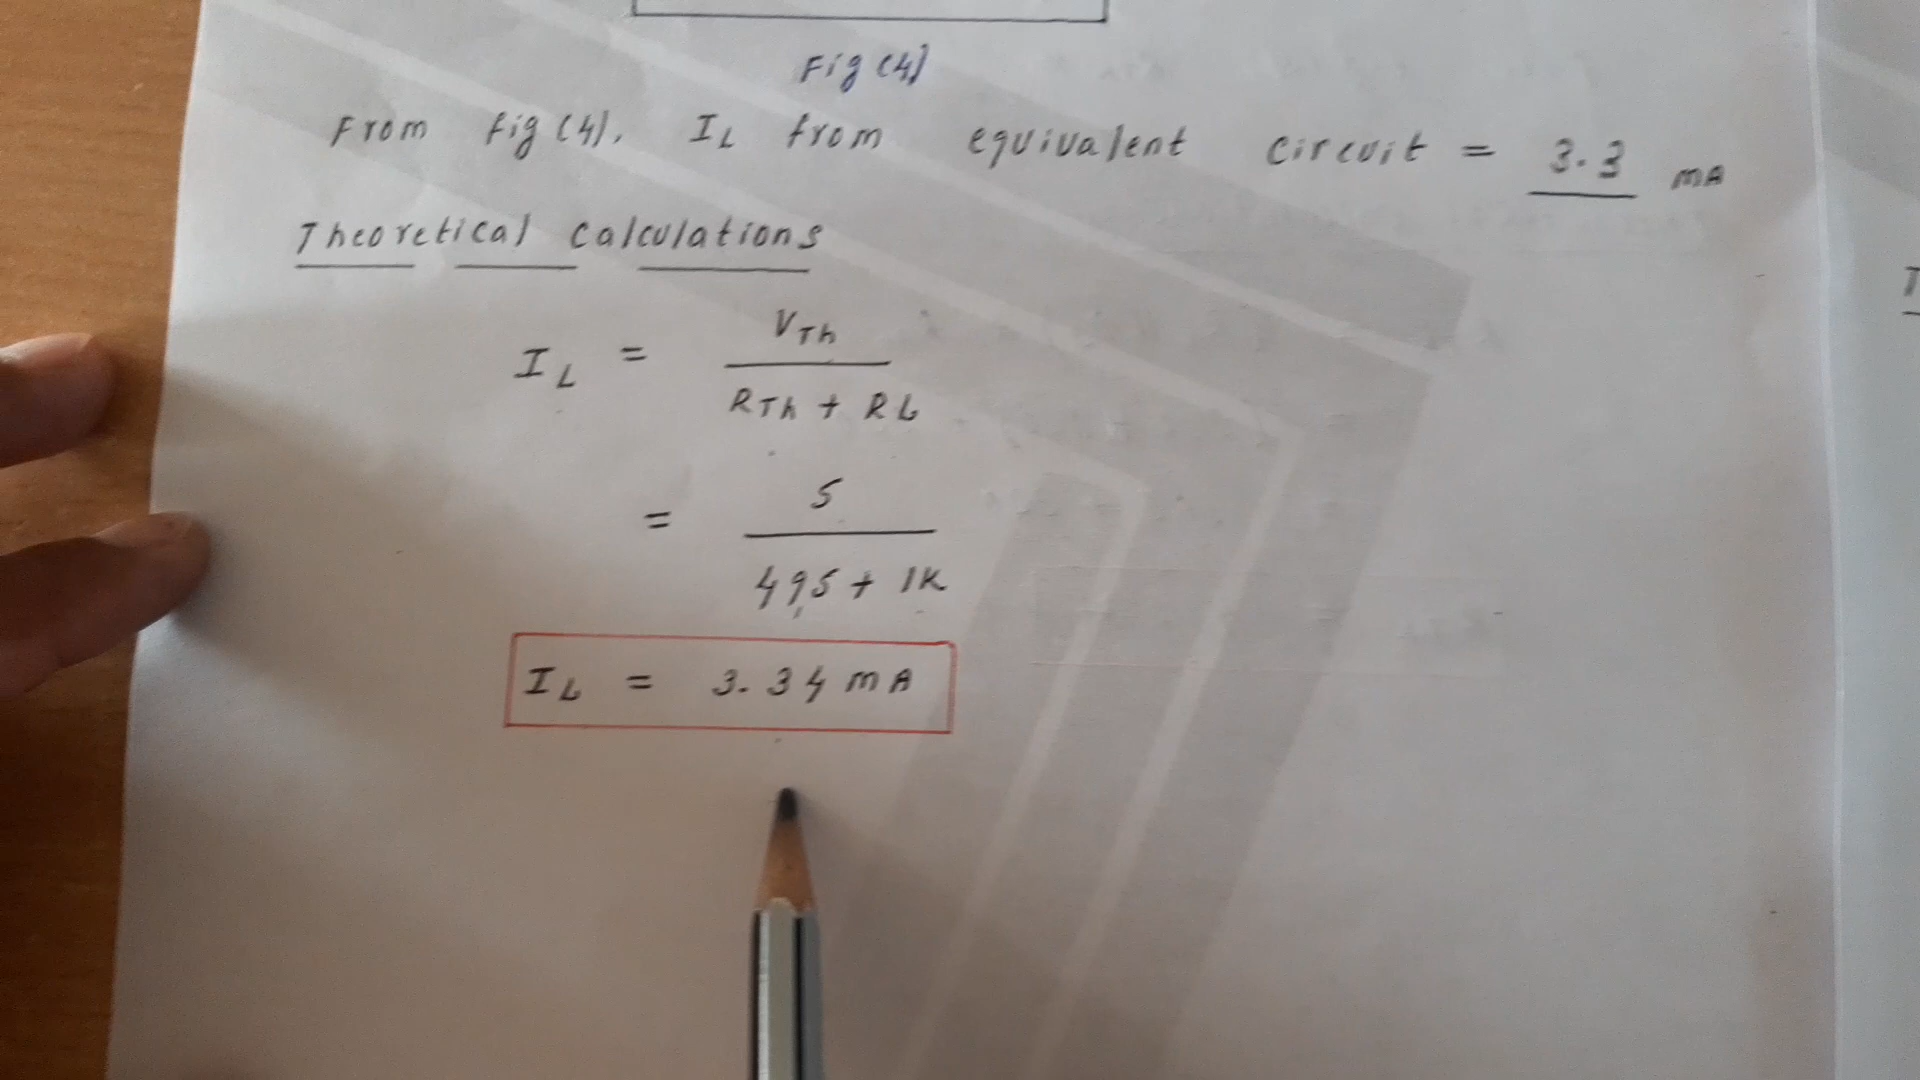 Fig (4)
From fig (4), IL from equivalent circuit = 3.3 mA
Theoretical calculations
IL = VTh
RTh + RL
= 5
495 + 1K
IL = 3.34 mA